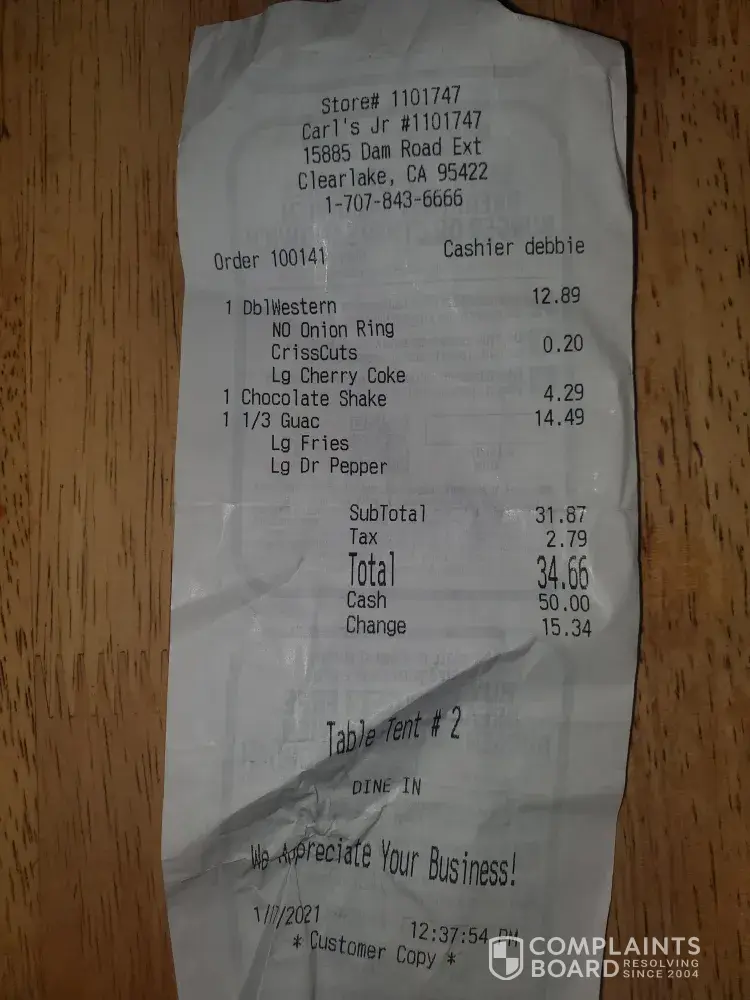 Store# 1101747
Carl's Jr #1101747
15885 Dam Road Ext
Clearlake, CA 95422
1-707-843-6666
Order 100141 Cashier debbie
1 DblWestern 12.89
NO Onion Ring
CrissCuts 0.20
Lg Cherry Coke
1 Chocolate Shake 4.29
1 1/3 Guac 14.49
Lg Fries
Lg Dr Pepper
SubTotal 31.87
Tax 2.79
Total 34.66
Cash 50.00
Change 15.34
Table Tent # 2
DINE IN
We Appreciate Your Business!
1/7/2021 12:37:54 PM
* Customer Copy *
COMPLAINTS
BOARD RESOLVING
SINCE 2004